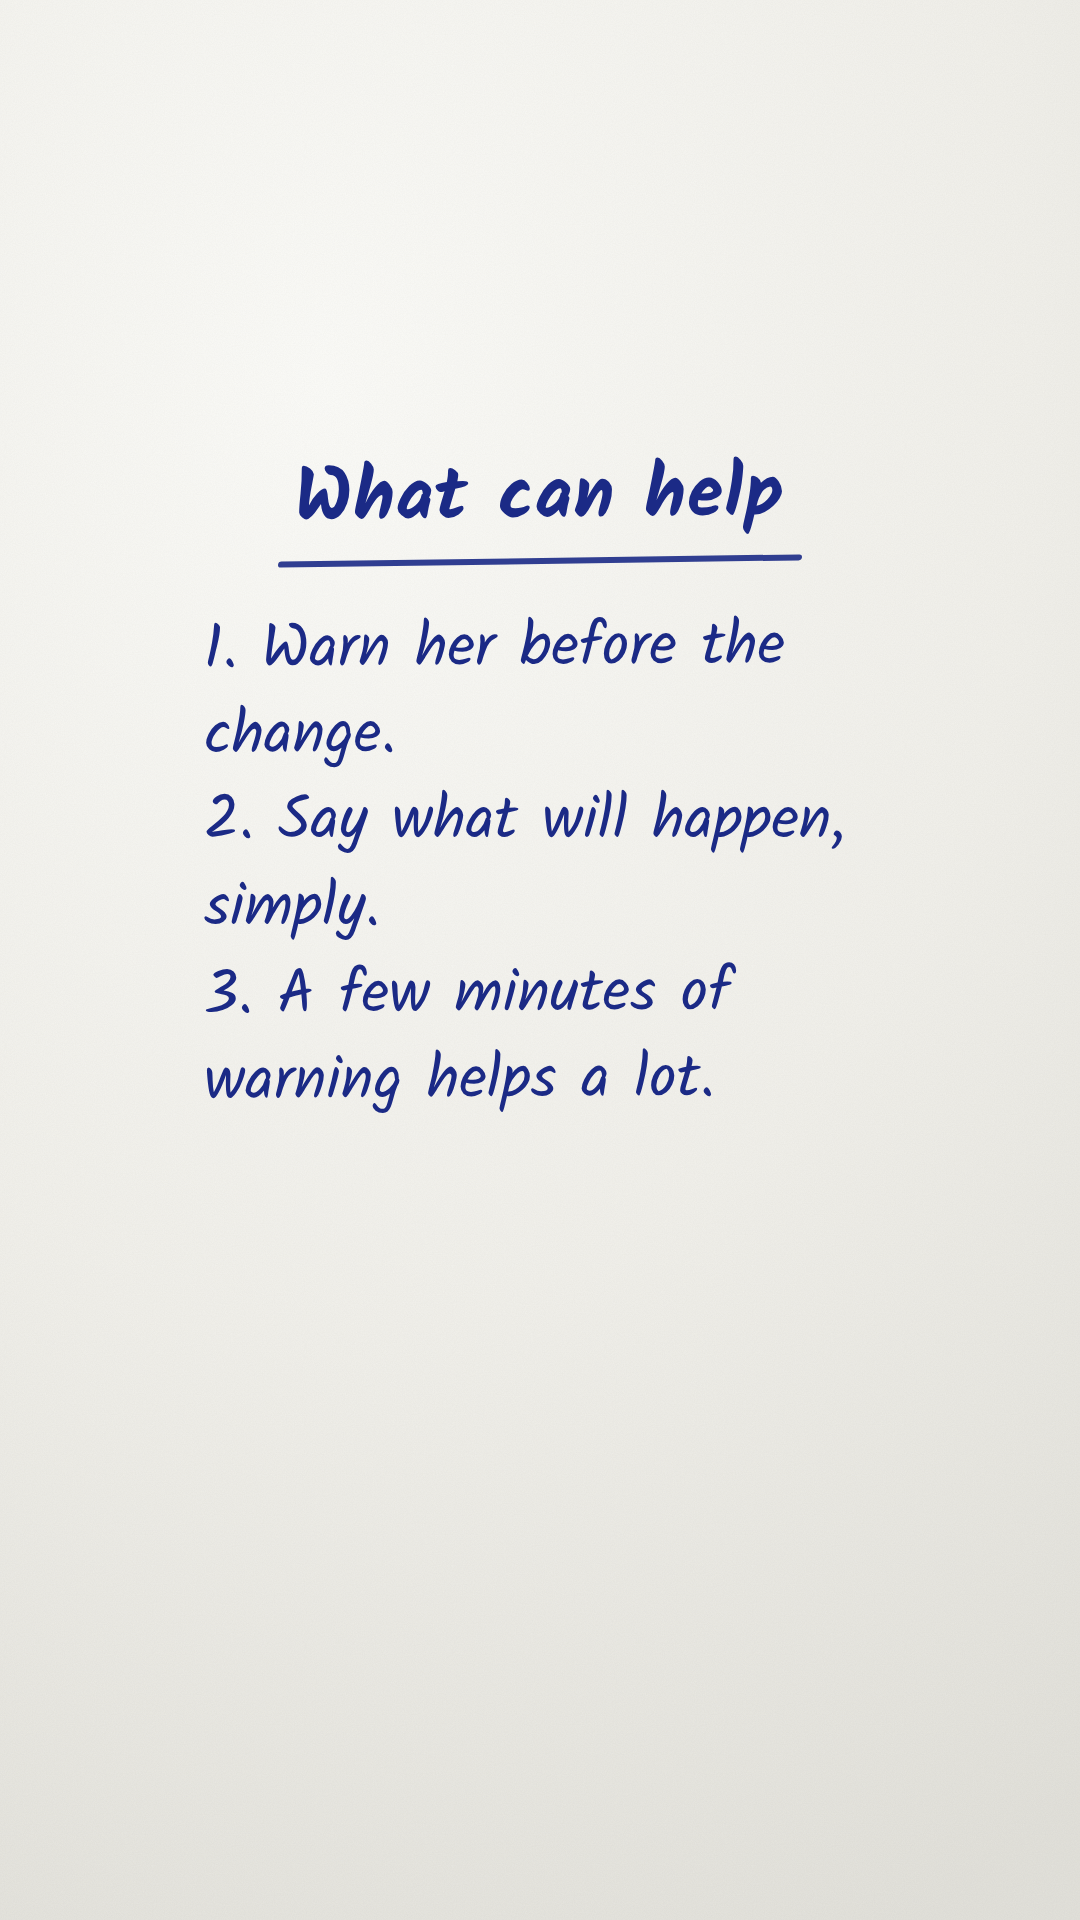 What can help
1. Warn her before the
change.
2. Say what will happen,
simply.
3. A few minutes of
warning helps a lot.